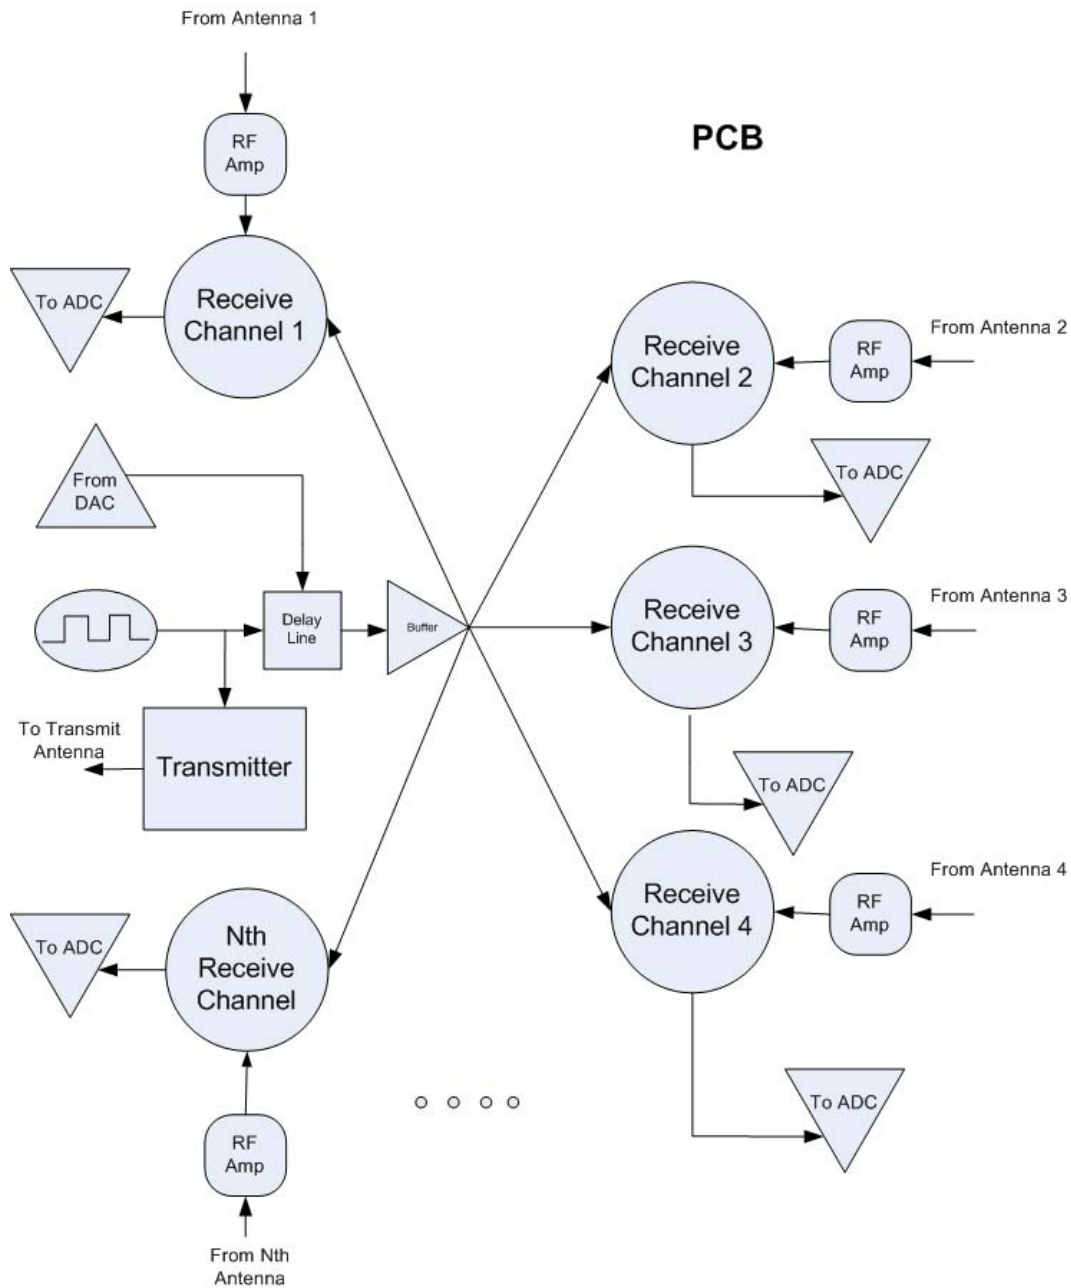 From Antenna 1
PCB
RF
Amp
To ADC
Receive
Channel 1
Receive
Channel 2
RF
Amp
From Antenna 2
To ADC
From
DAC
Delay
Line
Buffer
Receive
Channel 3
RF
Amp
From Antenna 3
To Transmit
Antenna
Transmitter
To ADC
Receive
Channel 4
RF
Amp
From Antenna 4
To ADC
Nth
Receive
Channel
To ADC
RF
Amp
From Nth
Antenna